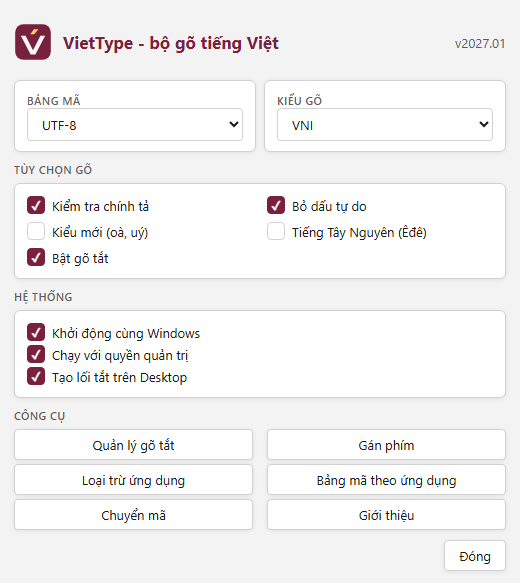 VietType - bộ gõ tiếng Việt
v2027.01
BẢNG MÃ
UTF-8
KIỂU GÕ
VNI
TÙY CHỌN GÕ
Kiểm tra chính tả
Bỏ dấu tự do
Kiểu mới (oà, uý)
Tiếng Tây Nguyên (Êđê)
Bật gõ tắt
HỆ THỐNG
Khởi động cùng Windows
Chạy với quyền quản trị
Tạo lối tắt trên Desktop
CÔNG CỤ
Quản lý gõ tắt
Gán phím
Loại trừ ứng dụng
Bảng mã theo ứng dụng
Chuyển mã
Giới thiệu
Đóng